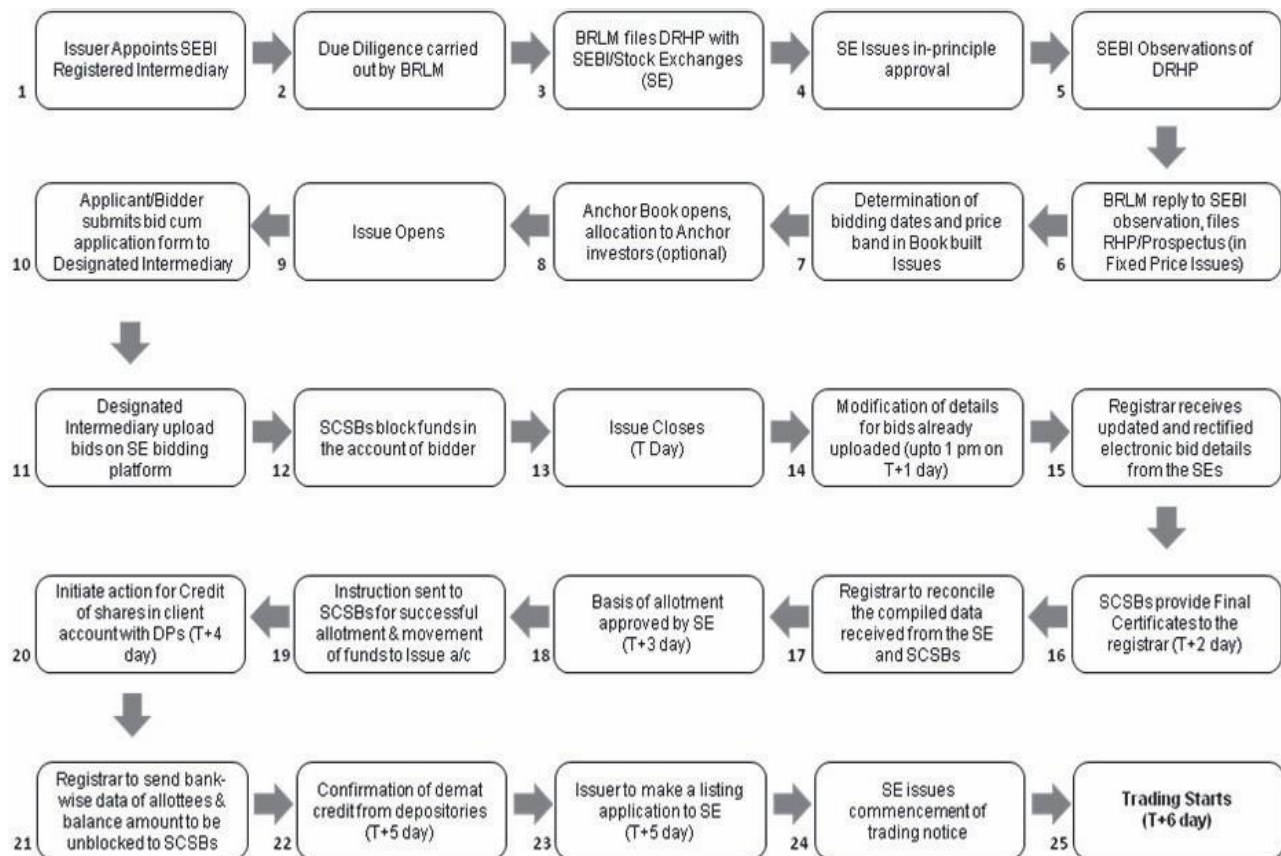 Issuer Appoints SEBI
Registered Intermediary
1
Due Diligence carried
out by BRLM
2
BRLM files DRHP with
SEBI/Stock Exchanges
(SE)
3
SE Issues in-principle
approval
4
SEBI Observations of
DRHP
5
BRLM reply to SEBI
observation, files
RHP/Prospectus (in
Fixed Price Issues)
6
Determination of
bidding dates and price
band in Book built
Issues
7
Anchor Book opens,
allocation to Anchor
investors (optional)
8
Issue Opens
9
Applicant/Bidder
submits bid cum
application form to
Designated Intermediary
10
Designated
Intermediary upload
bids on SE bidding
platform
11
SCSBs block funds in
the account of bidder
12
Issue Closes
(T Day)
13
Modification of details
for bids already
uploaded (upto 1 pm on
T+1 day)
14
Registrar receives
updated and rectified
electronic bid details
from the SEs
15
SCSBs provide Final
Certificates to the
registrar (T+2 day)
16
Registrar to reconcile
the compiled data
received from the SE
and SCSBs
17
Basis of allotment
approved by SE
(T+3 day)
18
Instruction sent to
SCSBs for successful
allotment & movement
of funds to Issue a/c
19
Initiate action for Credit
of shares in client
account with DPs (T+4
day)
20
Registrar to send bank-
wise data of allottees &
balance amount to be
unblocked to SCSBs
21
Confirmation of demat
credit from depositories
(T+5 day)
22
Issuer to make a listing
application to SE
(T+5 day)
23
SE issues
commencement of
trading notice
24
Trading Starts
(T+6 day)
25